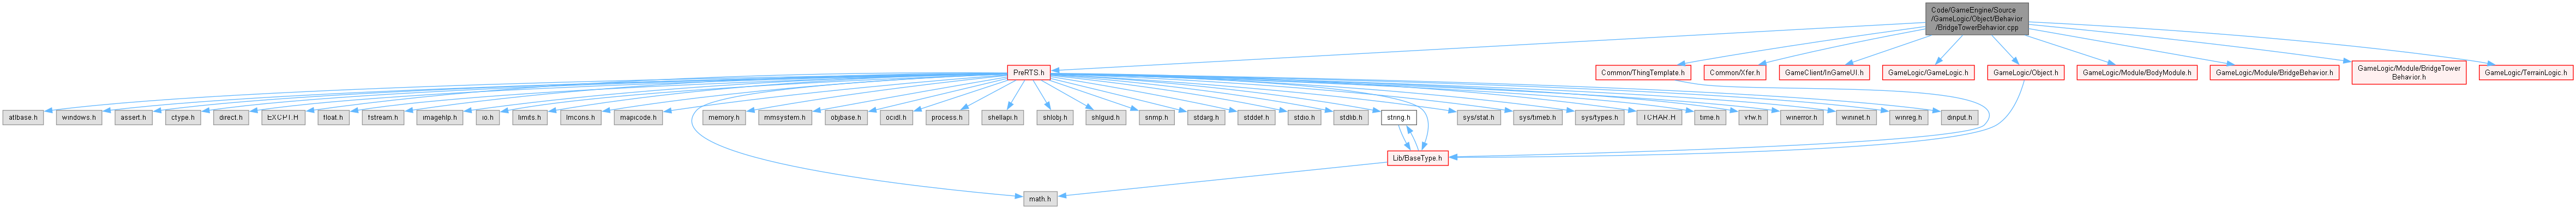 Code/GameEngine/Source
/GameLogic/Object/Behavior
/BridgeTowerBehavior.cpp
PreRTS.h
Common/ThingTemplate.h
Common/Xfer.h
GameClient/InGameUI.h
GameLogic/GameLogic.h
GameLogic/Object.h
GameLogic/Module/BodyModule.h
GameLogic/Module/BridgeBehavior.h
GameLogic/Module/BridgeTower
Behavior.h
GameLogic/TerrainLogic.h
atlbase.h
windows.h
assert.h
ctype.h
direct.h
EXCPT.H
float.h
fstream.h
imagehlp.h
io.h
limits.h
lmcons.h
mapicode.h
memory.h
mmsystem.h
objbase.h
ocidl.h
process.h
shellapi.h
shlobj.h
shlguid.h
snmp.h
stdarg.h
stddef.h
stdio.h
stdlib.h
string.h
sys/stat.h
sys/timeb.h
sys/types.h
TCHAR.H
time.h
vfw.h
winerror.h
wininet.h
winreg.h
dinput.h
Lib/BaseType.h
math.h